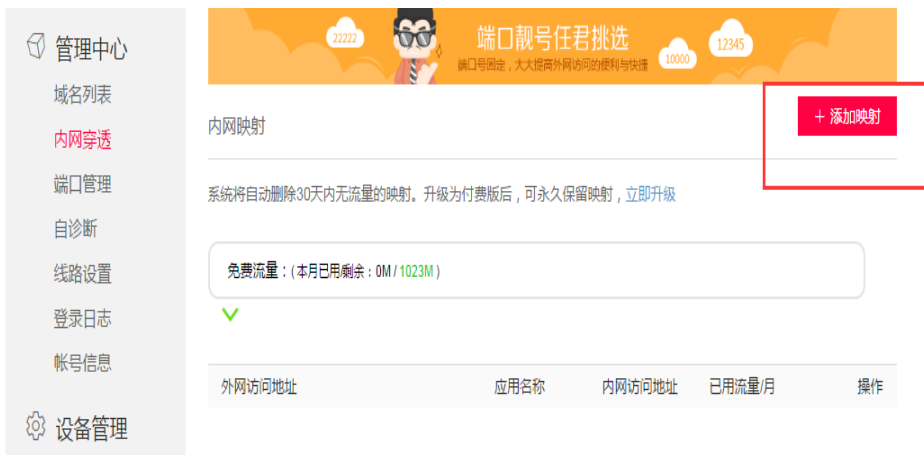 管理中心
域名列表
内网穿透
端口管理
自诊断
线路设置
登录日志
帐号信息
设备管理
22222
端口靓号任君挑选
端口号固定，大大提高外网访问的便利与快捷
10000
12345
内网映射
＋ 添加映射
系统将自动删除30天内无流量的映射。升级为付费版后，可永久保留映射，立即升级
免费流量：(本月已用/剩余：0M / 1023M )
外网访问地址 应用名称 内网访问地址 已用流量/月 操作